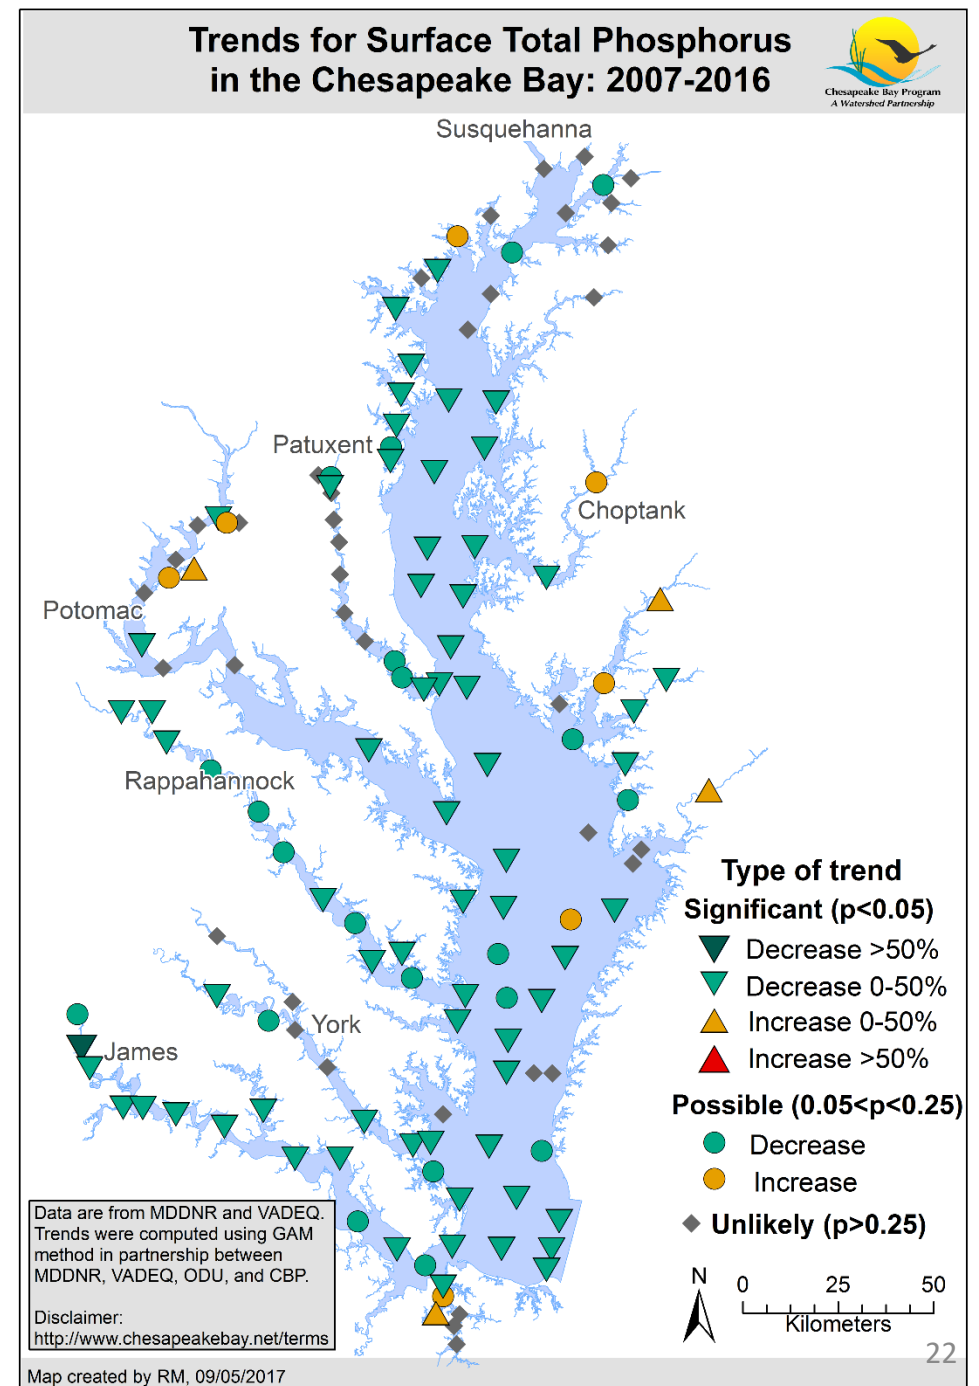 Trends for Surface Total Phosphorus
in the Chesapeake Bay: 2007-2016
Chesapeake Bay Program
A Watershed Partnership
Susquehanna
Patuxent
Choptank
Potomac
Rappahannock
York
James
Type of trend
Significant (p<0.05)
Decrease >50%
Decrease 0-50%
Increase 0-50%
Increase >50%
Possible (0.05<p<0.25)
Decrease
Increase
Unlikely (p>0.25)
N
0 25 50
Kilometers
Data are from MDDNR and VADEQ.
Trends were computed using GAM
method in partnership between
MDDNR, VADEQ, ODU, and CBP.
Disclaimer:
http://www.chesapeakebay.net/terms
22
Map created by RM, 09/05/2017